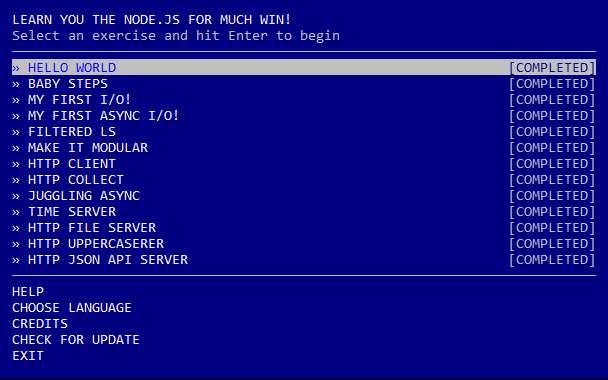 LEARN YOU THE NODE.JS FOR MUCH WIN!
Select an exercise and hit Enter to begin
» HELLO WORLD [COMPLETED]
» BABY STEPS [COMPLETED]
» MY FIRST I/O! [COMPLETED]
» MY FIRST ASYNC I/O! [COMPLETED]
» FILTERED LS [COMPLETED]
» MAKE IT MODULAR [COMPLETED]
» HTTP CLIENT [COMPLETED]
» HTTP COLLECT [COMPLETED]
» JUGGLING ASYNC [COMPLETED]
» TIME SERVER [COMPLETED]
» HTTP FILE SERVER [COMPLETED]
» HTTP UPPERCASERER [COMPLETED]
» HTTP JSON API SERVER [COMPLETED]
HELP
CHOOSE LANGUAGE
CREDITS
CHECK FOR UPDATE
EXIT